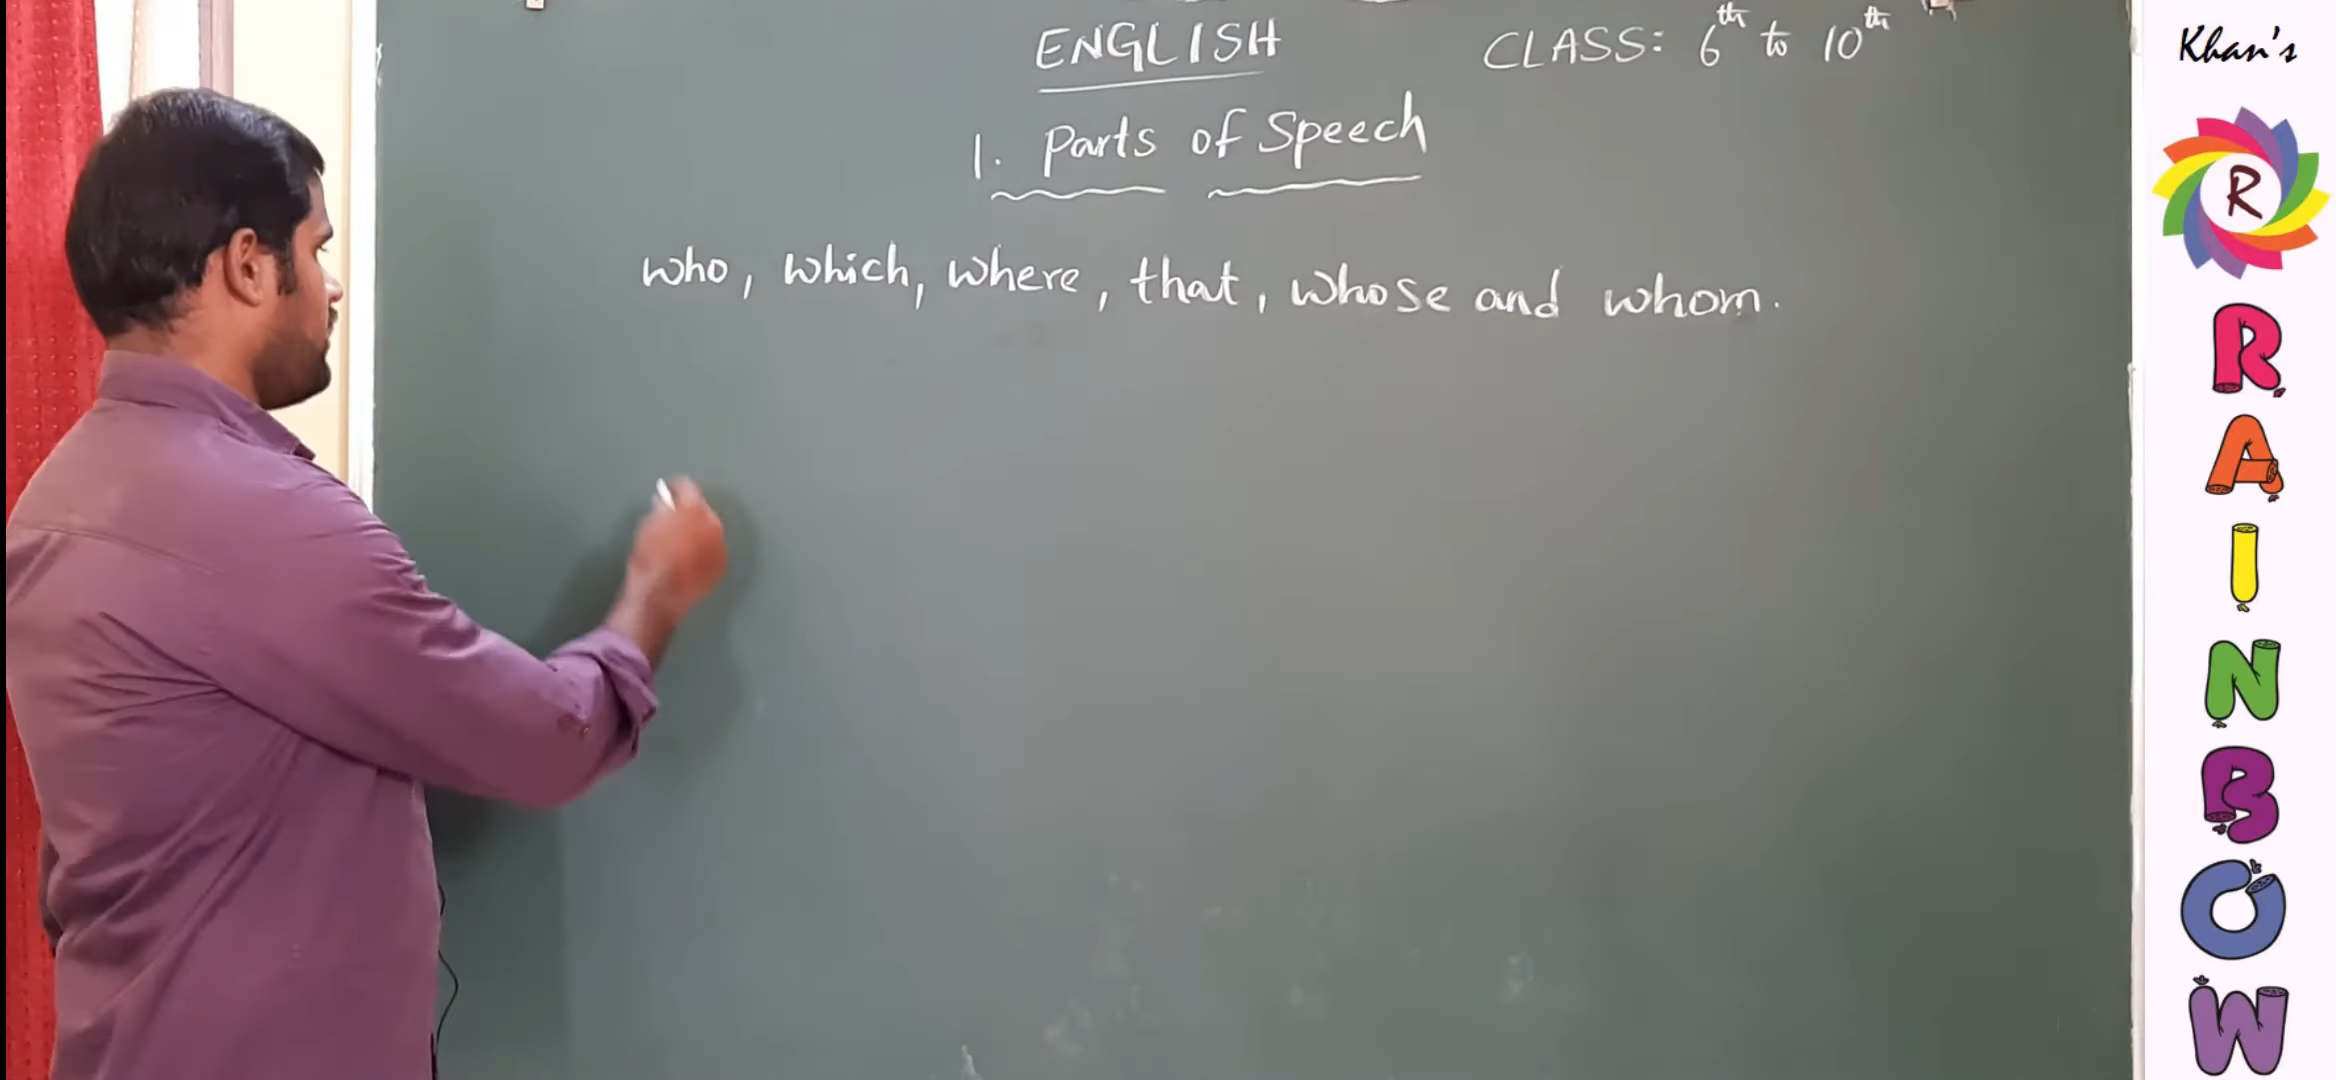 ENGLISH
CLASS: 6th to 10th
1. Parts of Speech
who, which, where, that, whose and whom.
Khan's
R
RAINBOW